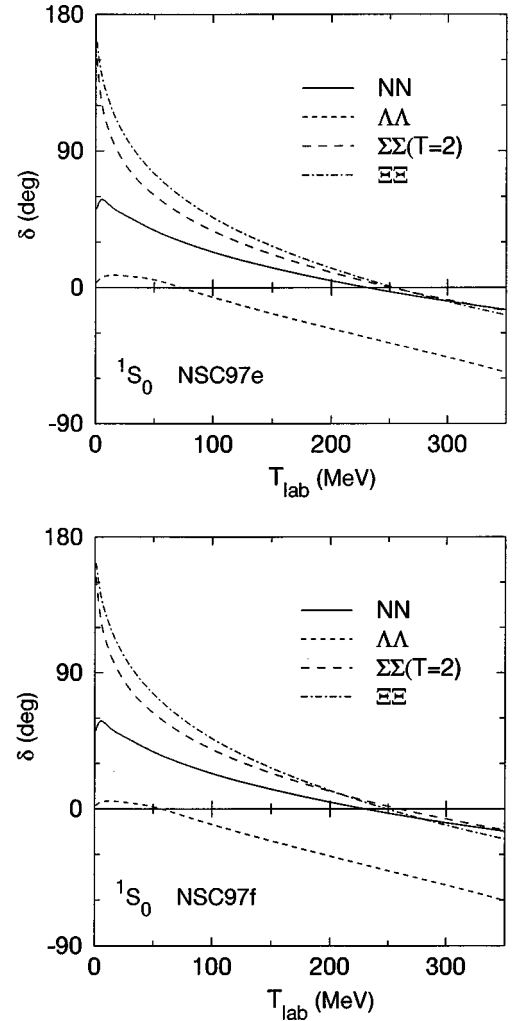 180
90
0
-90
δ (deg)
NN
ΛΛ
ΣΣ(T=2)
ΞΞ
¹S₀ NSC97e
0 100 200 300
T_lab (MeV)
180
90
0
-90
δ (deg)
NN
ΛΛ
ΣΣ(T=2)
ΞΞ
¹S₀ NSC97f
0 100 200 300
T_lab (MeV)